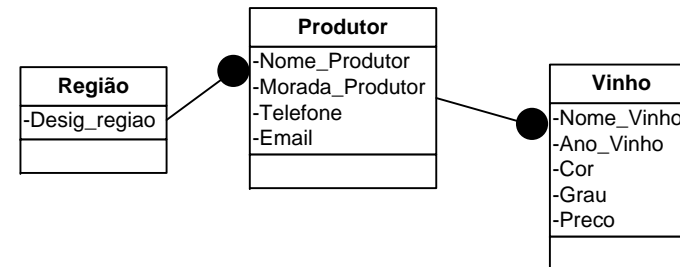 Região
-Desig_regiao
Produtor
-Nome_Produtor
-Morada_Produtor
-Telefone
-Email
Vinho
-Nome_Vinho
-Ano_Vinho
-Cor
-Grau
-Preco